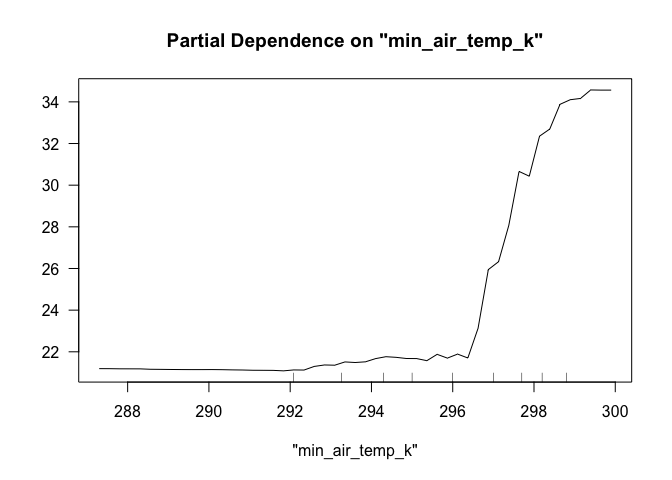 Partial Dependence on "min_air_temp_k"
34
32
30
28
26
24
22
288 290 292 294 296 298 300
"min_air_temp_k"